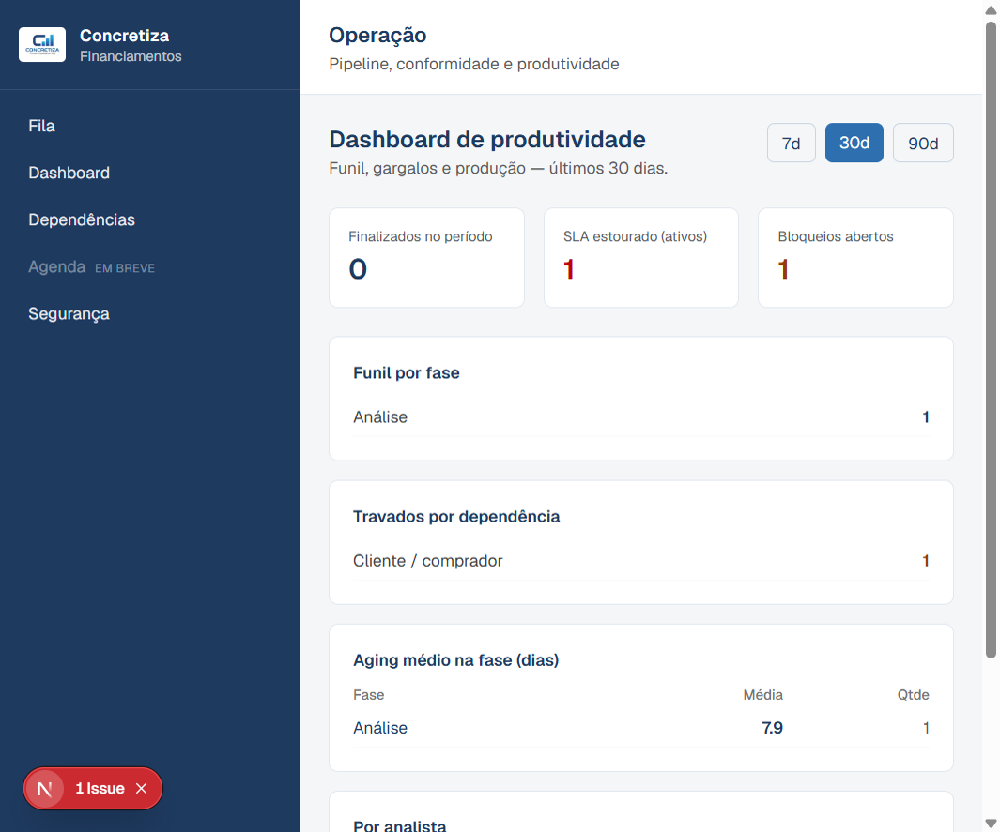 CONCRETIZA
FINANCIAMENTOS
Concretiza
Financiamentos
Fila
Dashboard
Dependências
Agenda EM BREVE
Segurança
N 1 Issue
Operação
Pipeline, conformidade e produtividade
Dashboard de produtividade
Funil, gargalos e produção — últimos 30 dias.
7d 30d 90d
Finalizados no período
0
SLA estourado (ativos)
1
Bloqueios abertos
1
Funil por fase
Análise 1
Travados por dependência
Cliente / comprador 1
Aging médio na fase (dias)
Fase Média Qtde
Análise 7.9 1
Por analista